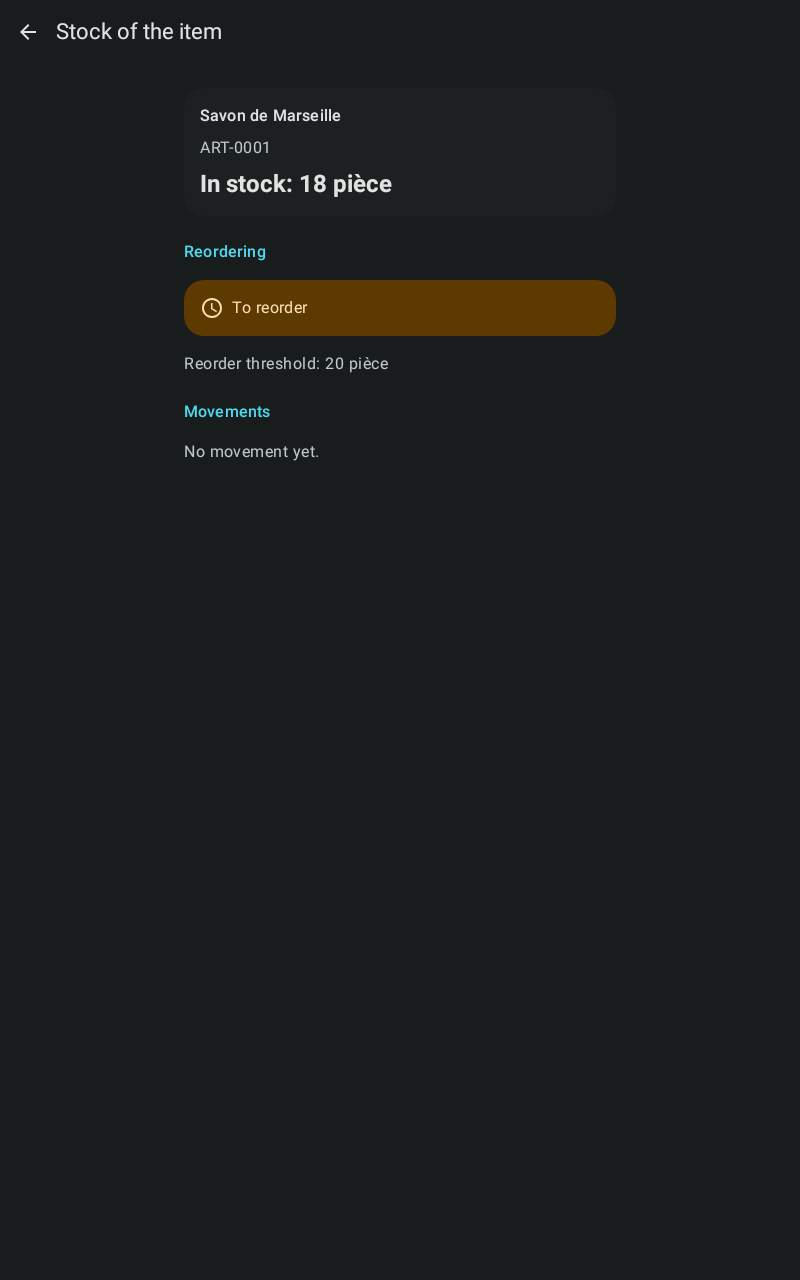 Stock of the item
Savon de Marseille
ART-0001
In stock: 18 pièce
Reordering
To reorder
Reorder threshold: 20 pièce
Movements
No movement yet.